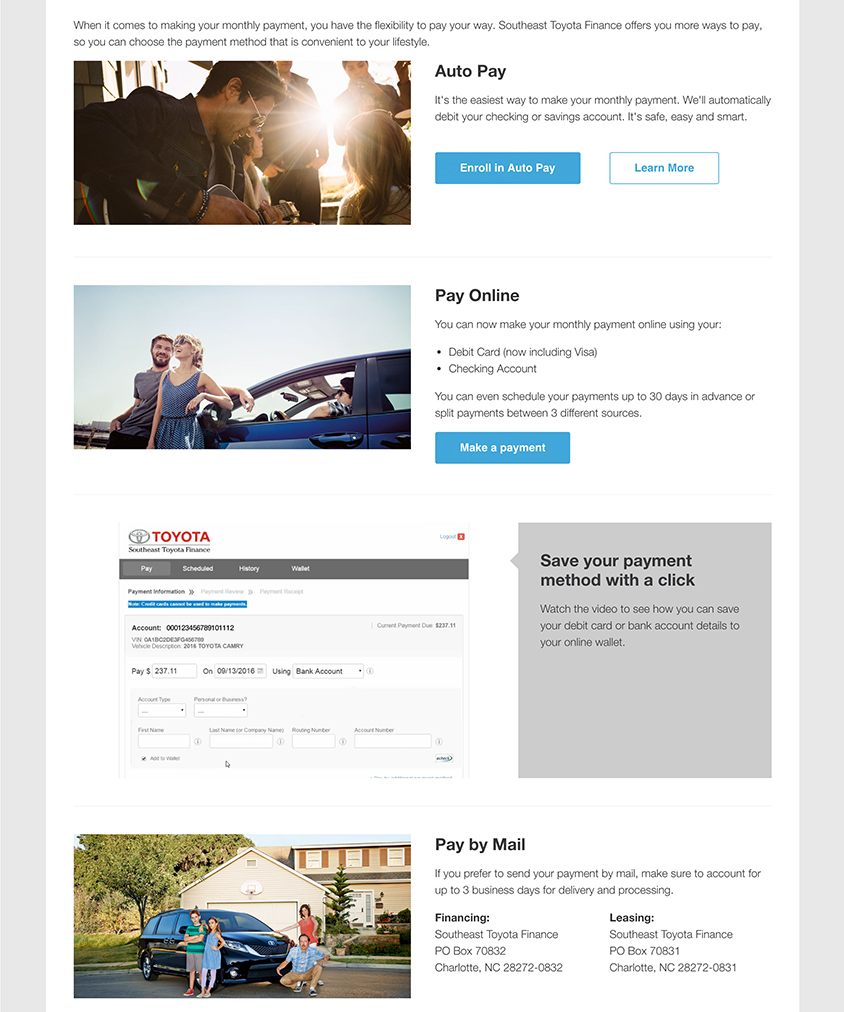 When it comes to making your monthly payment, you have the flexibility to pay your way. Southeast Toyota Finance offers you more ways to pay,
so you can choose the payment method that is convenient to your lifestyle.
Auto Pay
It's the easiest way to make your monthly payment. We'll automatically
debit your checking or savings account. It's safe, easy and smart.
Enroll in Auto Pay
Learn More
Pay Online
You can now make your monthly payment online using your:
• Debit Card (now including Visa)
• Checking Account
You can even schedule your payments up to 30 days in advance or
split payments between 3 different sources.
Make a payment
TOYOTA
Southeast Toyota Finance
Logout X
Pay Scheduled History Wallet
Payment Information » Payment Review » Payment Receipt
Note: Credit cards cannot be used to make payments.
Account: 000123456789101112
Current Payment Due: $237.11
VIN: 0A1BC2DE3FG456789
Vehicle Description: 2016 TOYOTA CAMRY
Pay $ 237.11 On 09/13/2016 Using Bank Account
Account Type Personal or Business?
First Name Last Name (or Company Name) Routing Number Account Number
Add to Wallet
Save your payment
method with a click
Watch the video to see how you can save
your debit card or bank account details to
your online wallet.
Pay by Mail
If you prefer to send your payment by mail, make sure to account for
up to 3 business days for delivery and processing.
Financing:
Southeast Toyota Finance
PO Box 70832
Charlotte, NC 28272-0832
Leasing:
Southeast Toyota Finance
PO Box 70831
Charlotte, NC 28272-0831